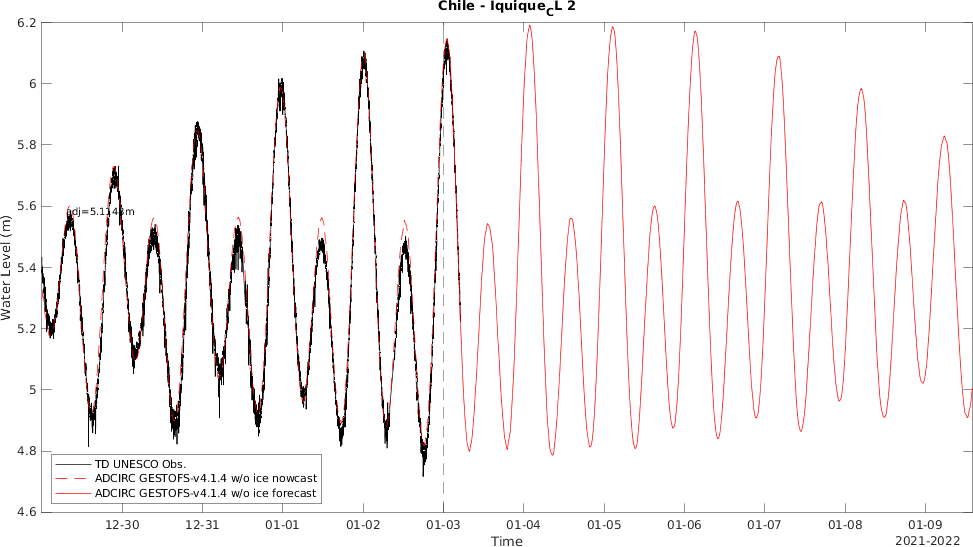 Chile - Iquique_CL 2
6.2
6
5.8
5.6
5.4
5.2
5
4.8
4.6
Water Level (m)
adj=5.1143m
TD UNESCO Obs.
ADCIRC GESTOFS-v4.1.4 w/o ice nowcast
ADCIRC GESTOFS-v4.1.4 w/o ice forecast
12-30 12-31 01-01 01-02 01-03 01-04 01-05 01-06 01-07 01-08 01-09
Time
2021-2022